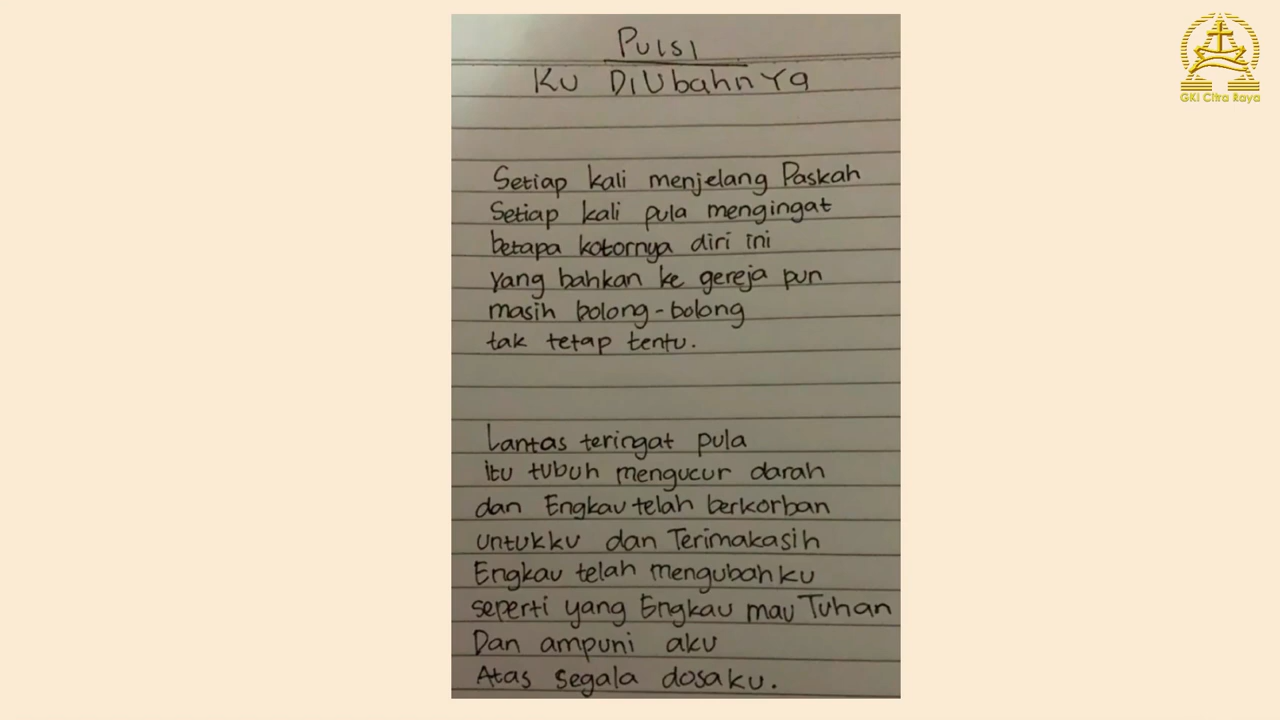 Puisi
Ku DiUbahnYa
Setiap kali menjelang Paskah
Setiap kali pula mengingat
betapa kotornya diri ini
yang bahkan ke gereja pun
masih bolong-bolong
tak tetap tentu.
Lantas teringat pula
itu tubuh mengucur darah
dan Engkau telah berkorban
untukku dan Terimakasih
Engkau telah mengubahku
seperti yang Engkau mau Tuhan
Dan ampuni aku
Atas segala dosaku.
GKI Citra Raya